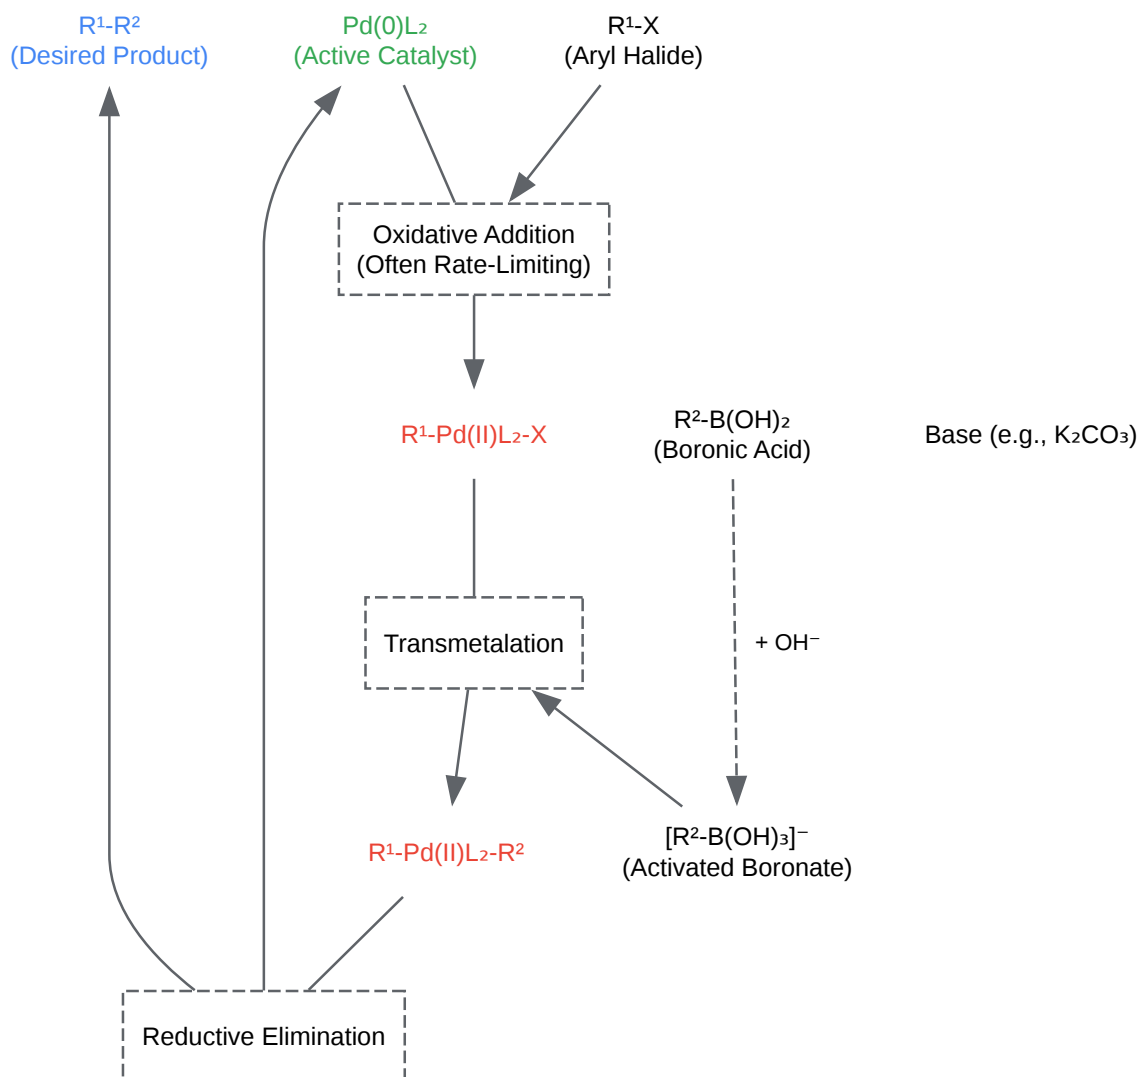 R¹-R²
(Desired Product)
Pd(0)L₂
(Active Catalyst)
R¹-X
(Aryl Halide)
Oxidative Addition
(Often Rate-Limiting)
R¹-Pd(II)L₂-X
R²-B(OH)₂
(Boronic Acid)
Base (e.g., K₂CO₃)
Transmetalation
+ OH⁻
R¹-Pd(II)L₂-R²
[R²-B(OH)₃]⁻
(Activated Boronate)
Reductive Elimination